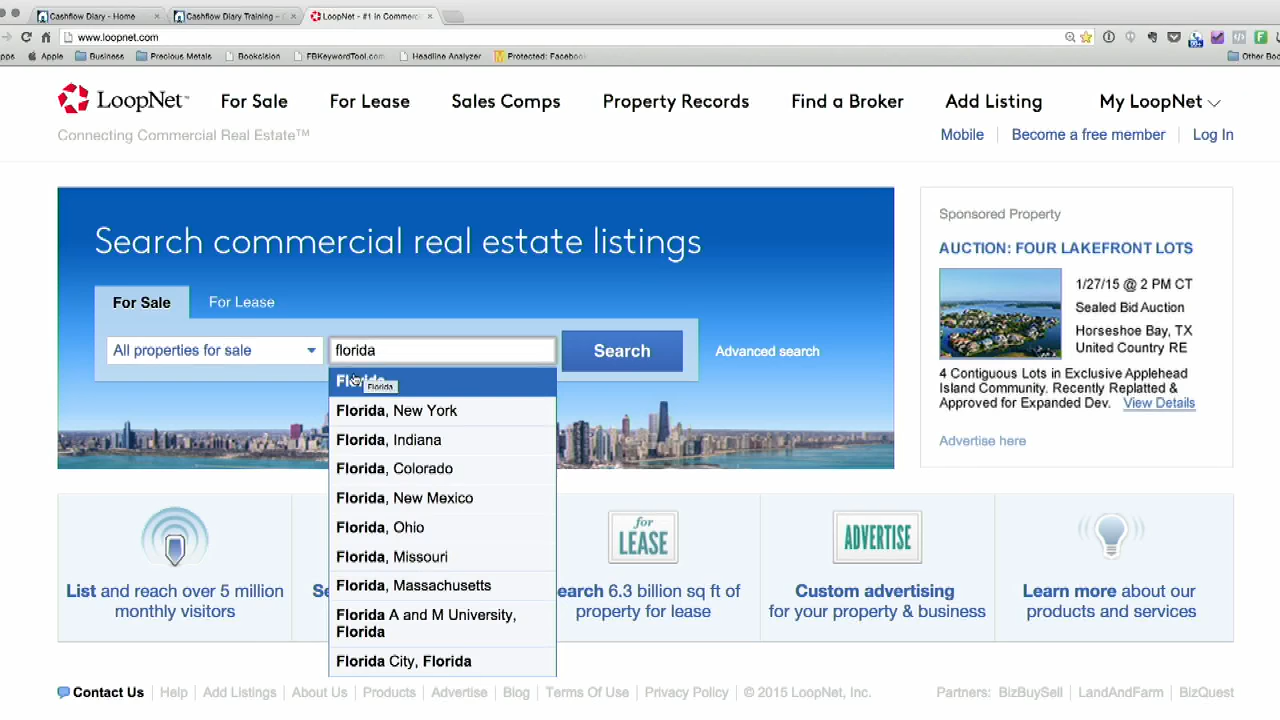 Cashflow Diary - Home
Cashflow Diary Training –
LoopNet - #1 in Commerc
www.loopnet.com
Apple
Business
Precious Metals
Bookcision
FBKeywordTool.com
Headline Analyzer
Protected: Facebook
Other Boo
LoopNet™
For Sale
For Lease
Sales Comps
Property Records
Find a Broker
Add Listing
My LoopNet
Connecting Commercial Real Estate™
Mobile
Become a free member
Log In
Search commercial real estate listings
For Sale
For Lease
All properties for sale
florida
Search
Advanced search
Florida
Florida, New York
Florida, Indiana
Florida, Colorado
Florida, New Mexico
Florida, Ohio
Florida, Missouri
Florida, Massachusetts
Florida A and M University,
Florida
Florida City, Florida
Sponsored Property
AUCTION: FOUR LAKEFRONT LOTS
1/27/15 @ 2 PM CT
Sealed Bid Auction
Horseshoe Bay, TX
United Country RE
4 Contiguous Lots in Exclusive Applehead
Island Community. Recently Replatted &
Approved for Expanded Dev. View Details
Advertise here
List and reach over 5 million
monthly visitors
for
LEASE
earch 6.3 billion sq ft of
property for lease
ADVERTISE
Custom advertising
for your property & business
Learn more about our
products and services
Contact Us
Help
Add Listings
About Us
Products
Advertise
Blog
Terms Of Use
Privacy Policy
© 2015 LoopNet, Inc.
Partners:
BizBuySell
LandAndFarm
BizQuest